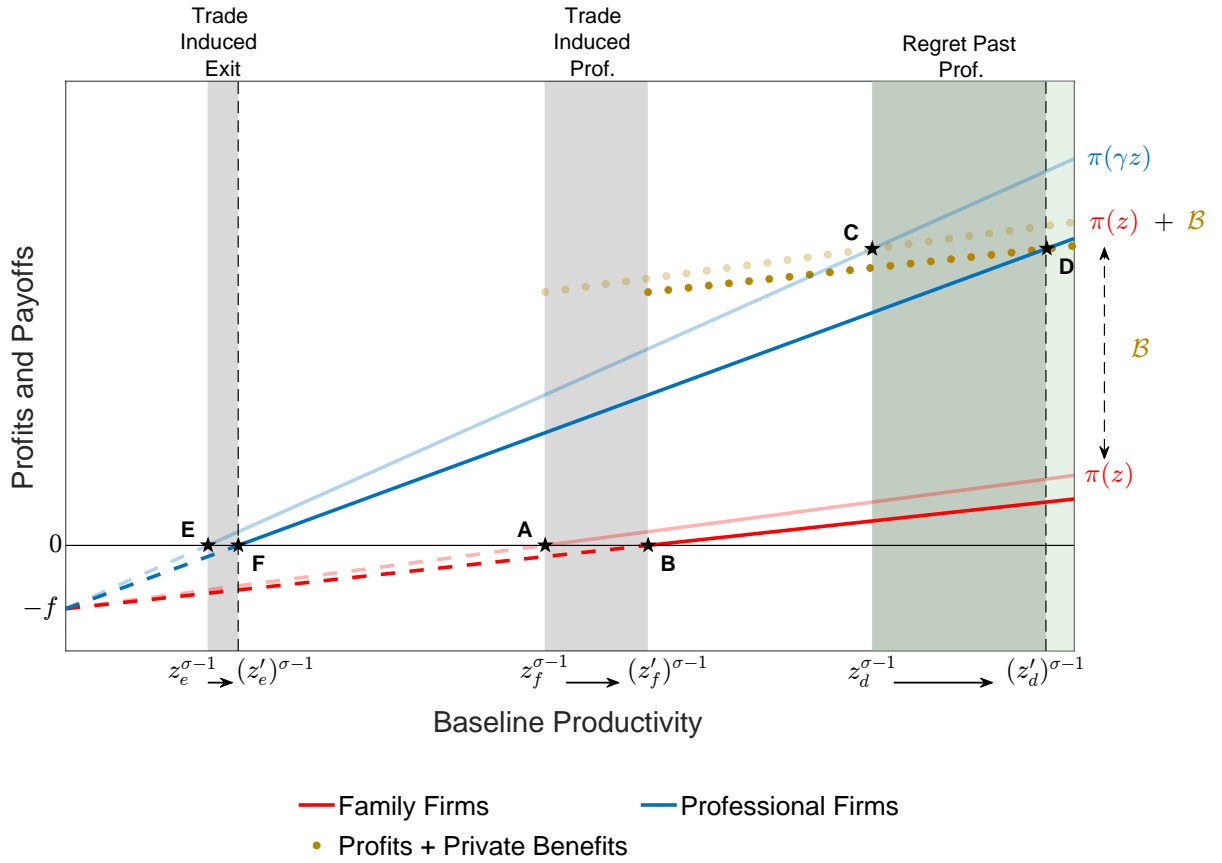 Trade
Induced
Exit
Trade
Induced
Prof.
Regret Past
Prof.
π(γz)
π(z) + ℬ
C
D
ℬ
π(z)
E
F
A
B
0
−f
Profits and Payoffs
z_e^{σ−1} → (z′_e)^{σ−1}
z_f^{σ−1} → (z′_f)^{σ−1}
z_d^{σ−1} → (z′_d)^{σ−1}
Baseline Productivity
Family Firms
Professional Firms
Profits + Private Benefits